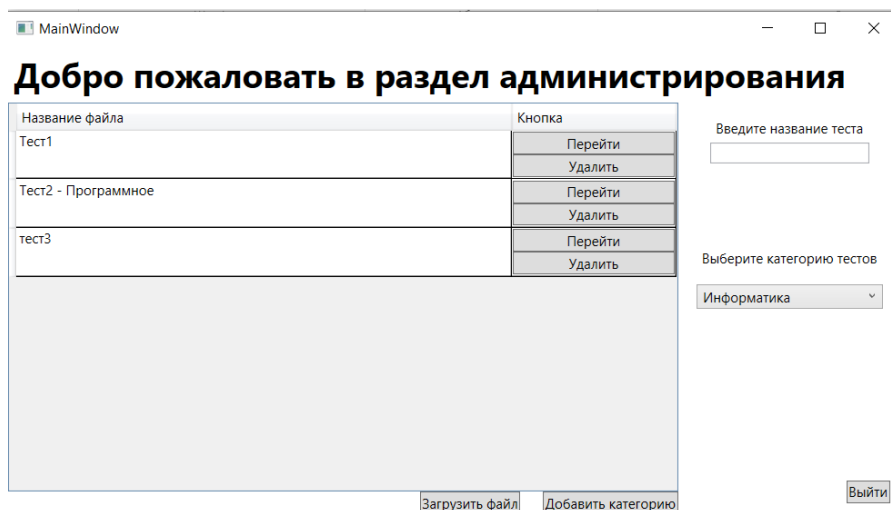 MainWindow
Добро пожаловать в раздел администрирования
Название файла
Кнопка
Тест1
Перейти
Удалить
Тест2 - Программное
Перейти
Удалить
тест3
Перейти
Удалить
Введите название теста
Выберите категорию тестов
Информатика
Загрузить файл
Добавить категорию
Выйти